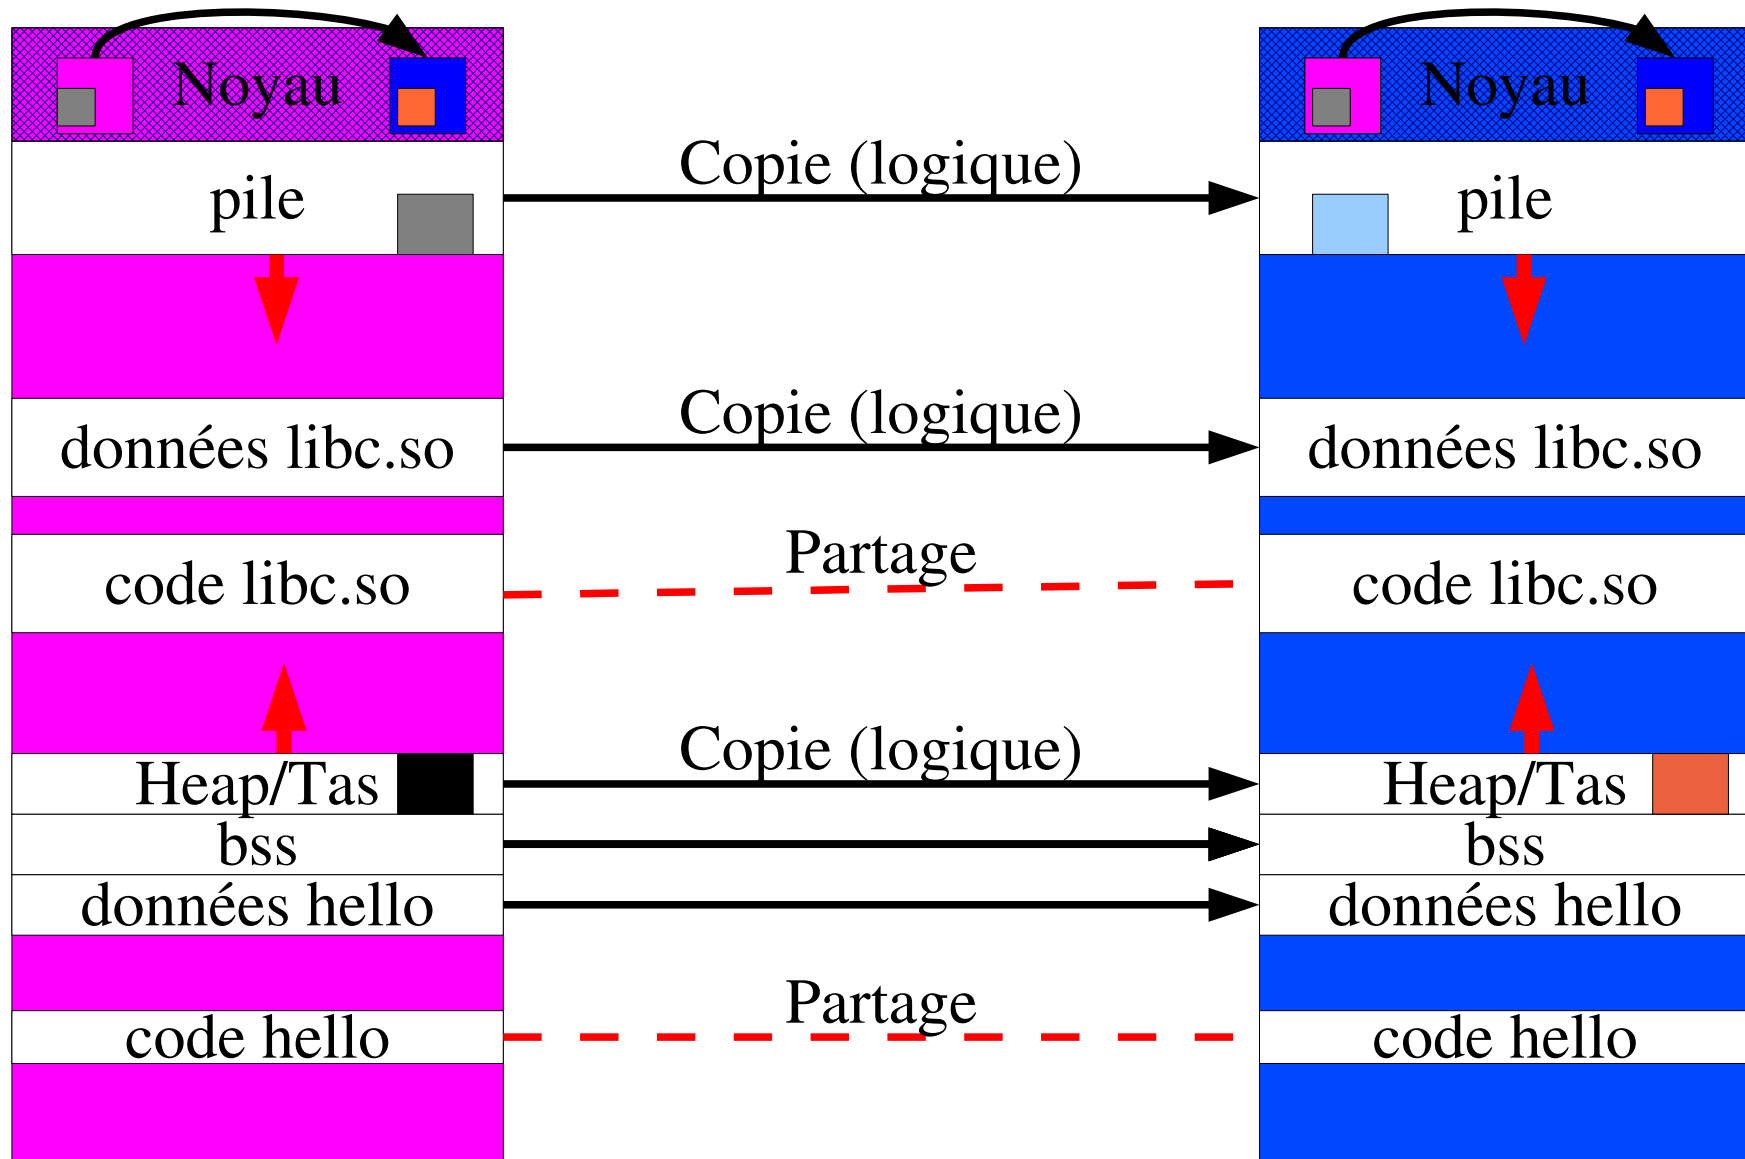 Noyau
Noyau
Copie (logique)
pile
pile
Copie (logique)
données libc.so
données libc.so
Partage
code libc.so
code libc.so
Copie (logique)
Heap/Tas
Heap/Tas
bss
bss
données hello
données hello
Partage
code hello
code hello